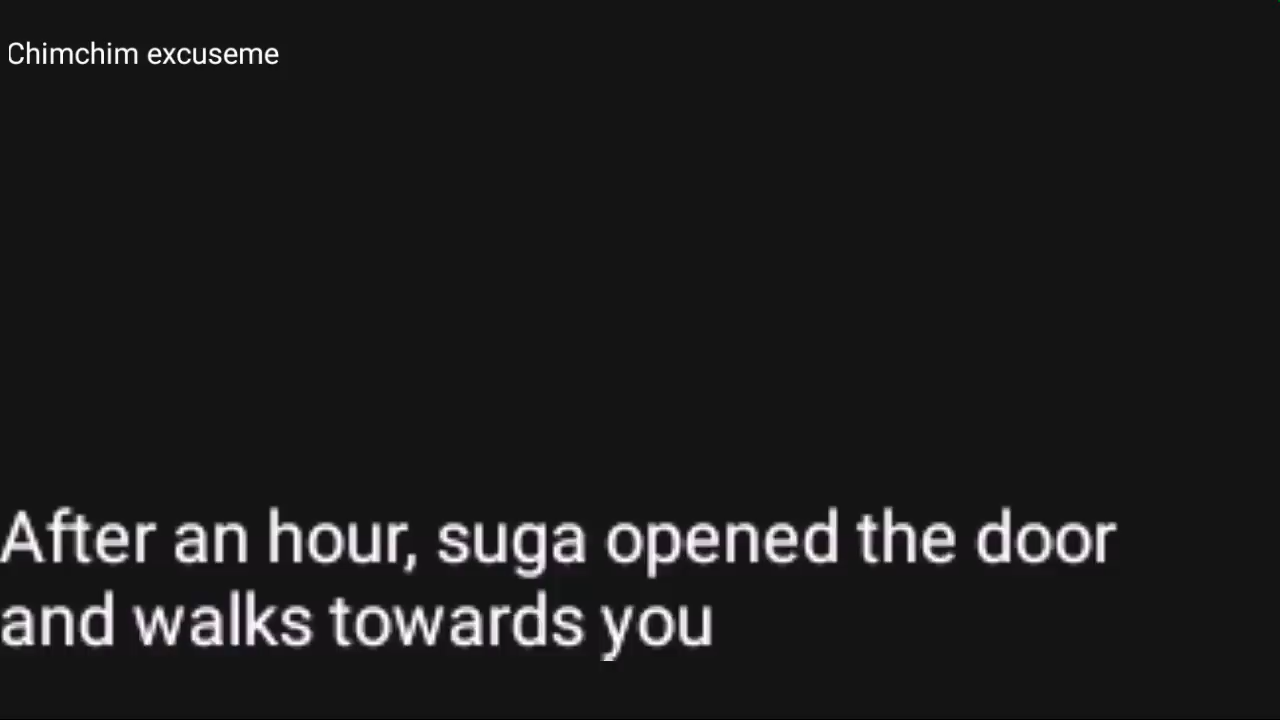 Chimchim excuseme
After an hour, suga opened the door
and walks towards you